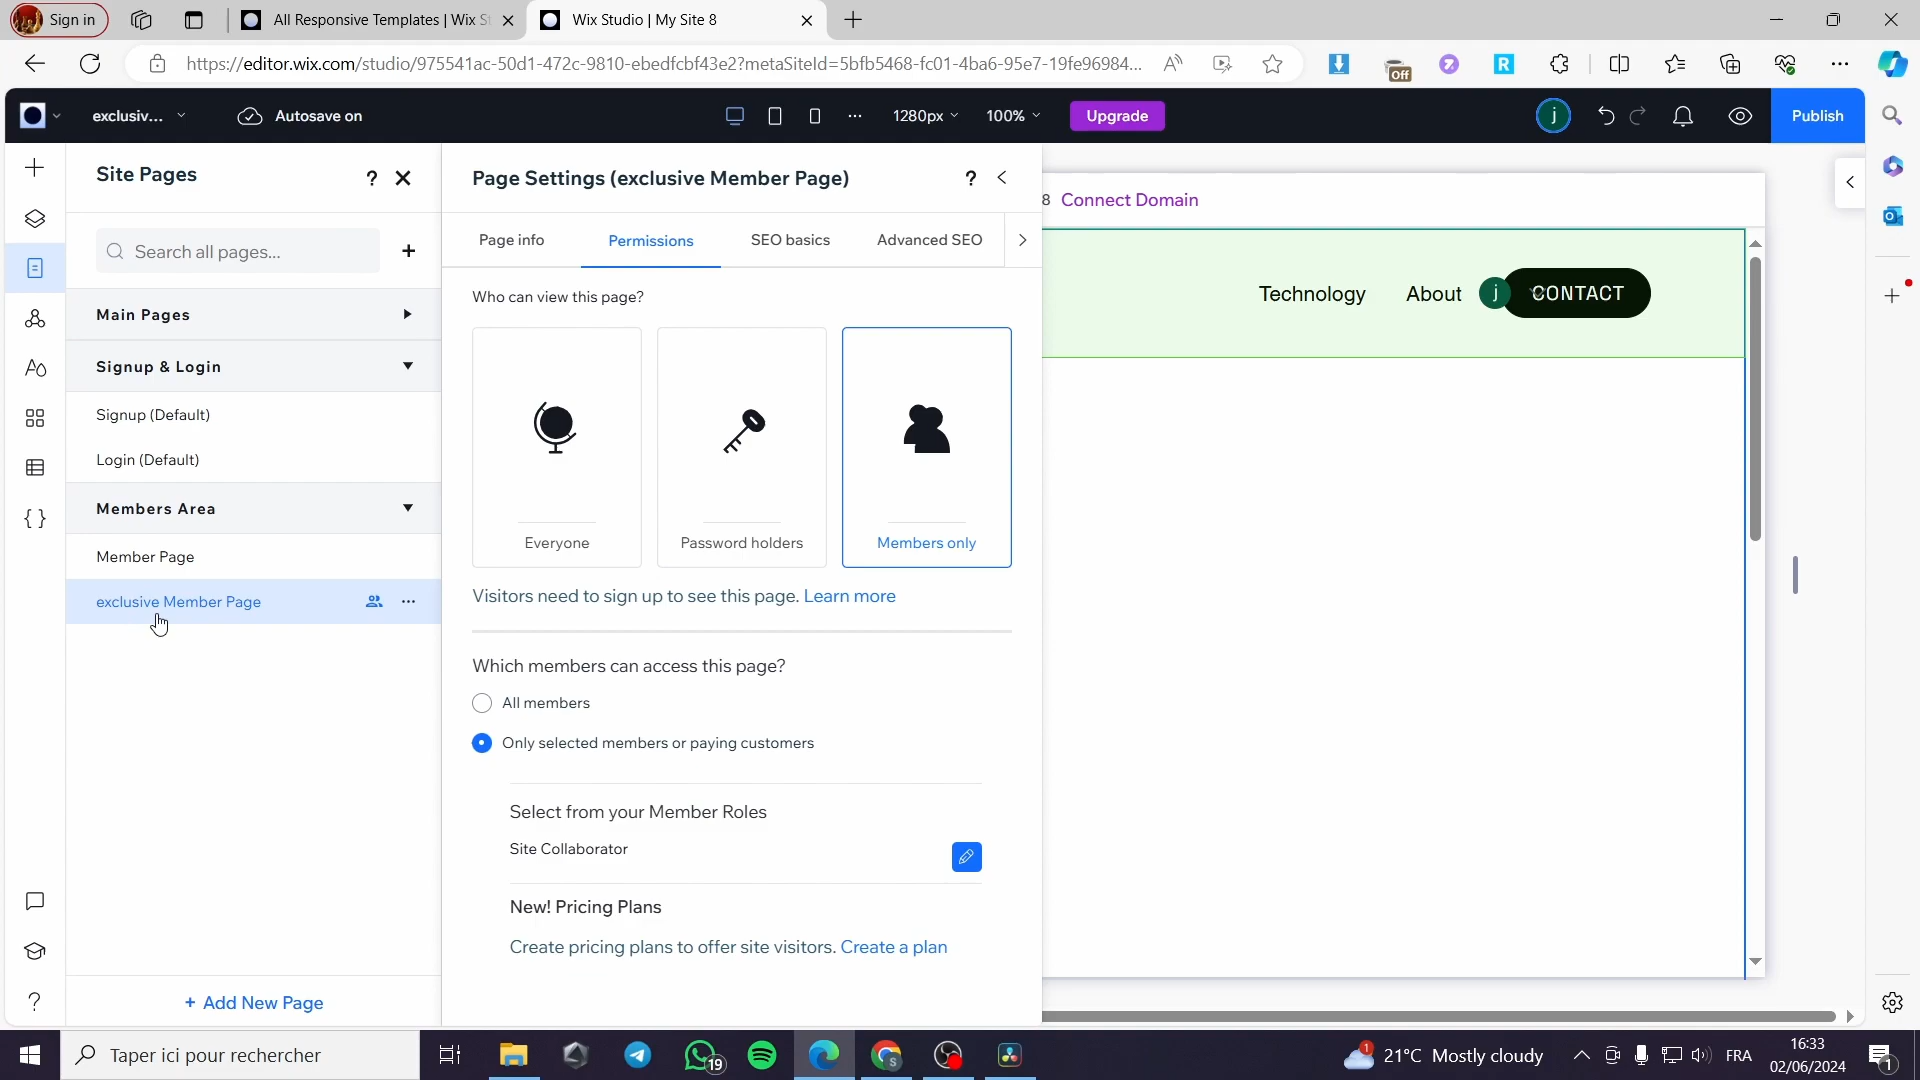 Sign in
All Responsive Templates | Wix St
Wix Studio | My Site 8
https://editor.wix.com/studio/975541ac-50d1-472c-9810-ebedfcbf43e2?metaSiteId=5bfb5468-fc01-4ba6-95e7-19fe96984...
Off
exclusiv...
Autosave on
1280px
100%
Upgrade
j
Publish
Site Pages
?
Page Settings (exclusive Member Page)
?
8 Connect Domain
Search all pages...
Page info
Permissions
SEO basics
Advanced SEO
Who can view this page?
Technology
About
j
CONTACT
Main Pages
Signup & Login
Signup (Default)
Login (Default)
Members Area
Everyone
Password holders
Members only
Member Page
exclusive Member Page
Visitors need to sign up to see this page. Learn more
Which members can access this page?
All members
Only selected members or paying customers
Select from your Member Roles
Site Collaborator
New! Pricing Plans
Create pricing plans to offer site visitors. Create a plan
?
+ Add New Page
Taper ici pour rechercher
19
S
1
21°C Mostly cloudy
FRA
16:33
02/06/2024
1